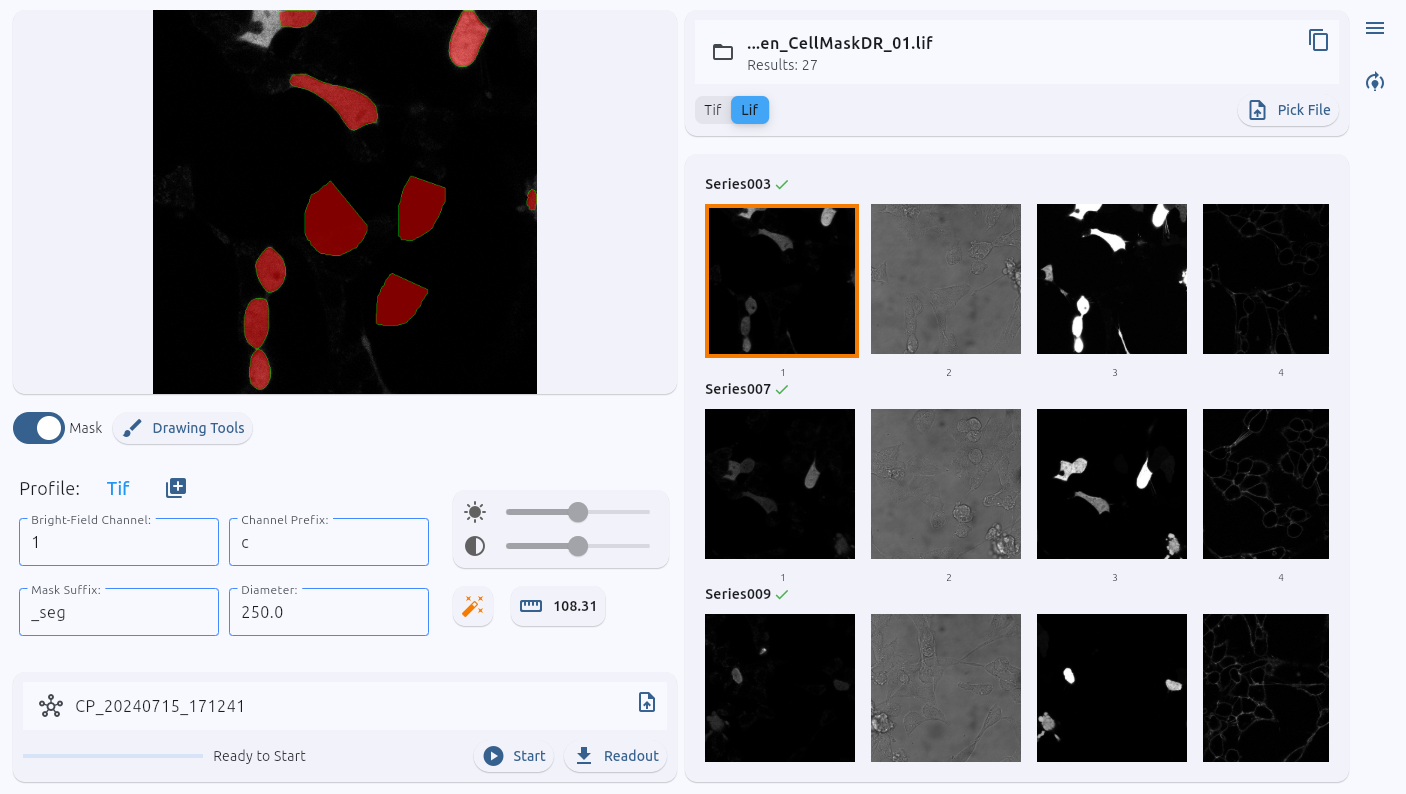 ...en_CellMaskDR_01.lif
Results: 27
Tif
Lif
Pick File
Mask
Drawing Tools
Profile:
Tif
Bright-Field Channel:
1
Channel Prefix:
c
Mask Suffix:
_seg
Diameter:
250.0
108.31
CP_20240715_171241
Ready to Start
Start
Readout
Series003
1
2
3
4
Series007
1
2
3
4
Series009